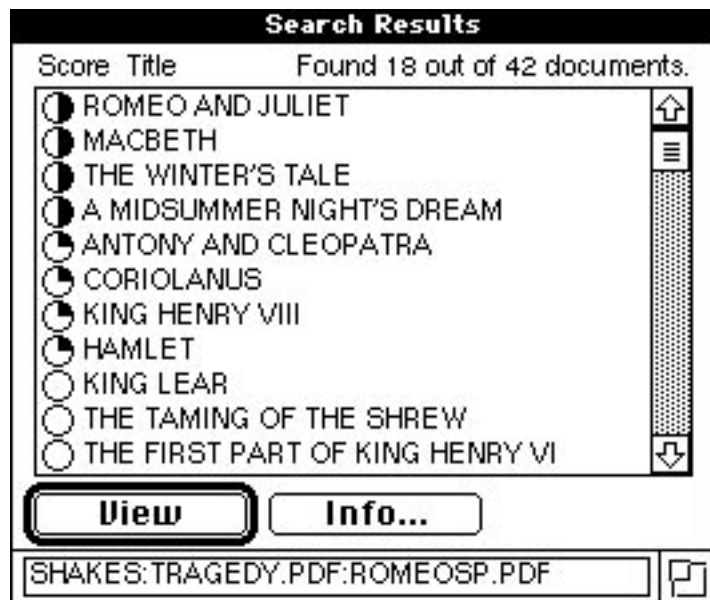 Search Results
Score Title Found 18 out of 42 documents.
ROMEO AND JULIET
MACBETH
THE WINTER'S TALE
A MIDSUMMER NIGHT'S DREAM
ANTONY AND CLEOPATRA
CORIOLANUS
KING HENRY VIII
HAMLET
KING LEAR
THE TAMING OF THE SHREW
THE FIRST PART OF KING HENRY VI
View Info...
SHAKES:TRAGEDY.PDF:ROMEOSP.PDF